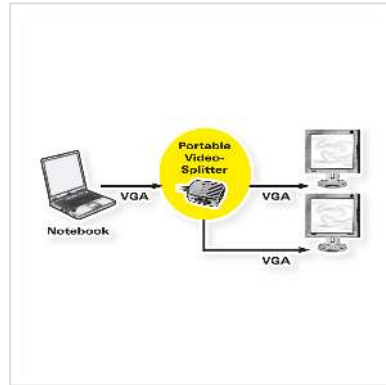 Portable
Video-
Splitter
VGA
VGA
Notebook
VGA